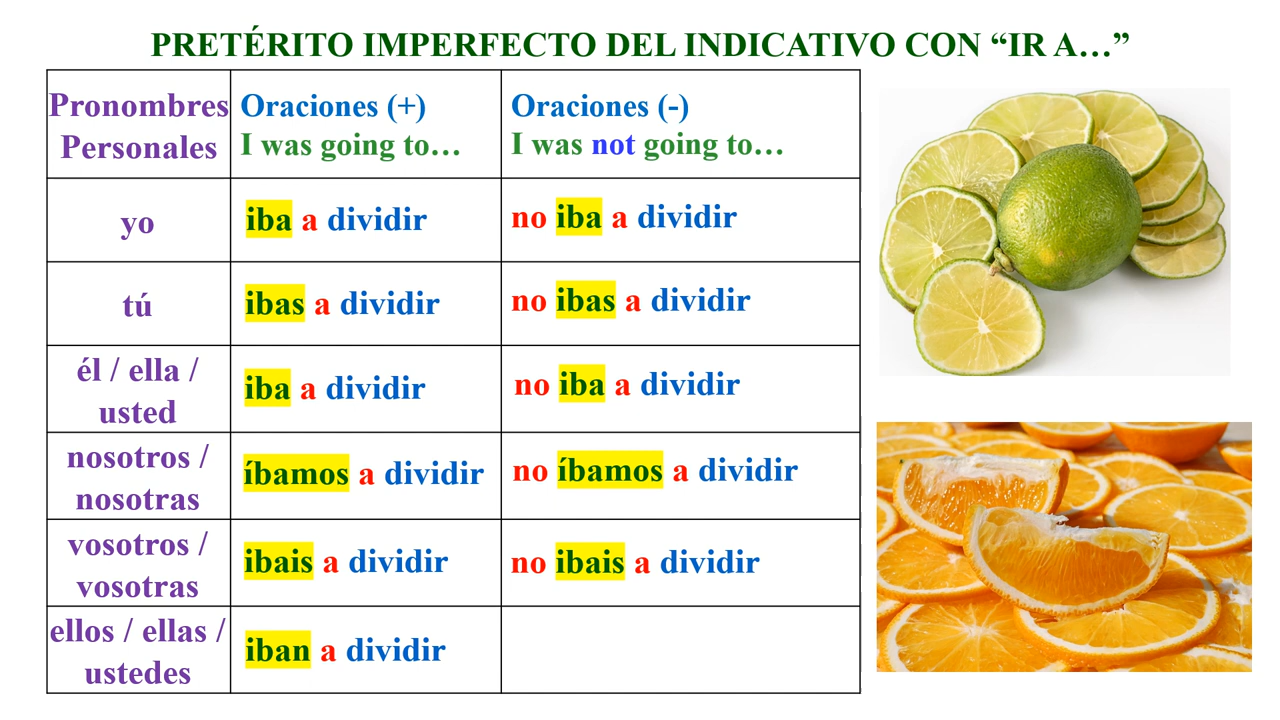 PRETÉRITO IMPERFECTO DEL INDICATIVO CON “IR A…”
Pronombres
Personales
Oraciones (+)
I was going to…
Oraciones (-)
I was not going to…
yo
iba a dividir
no iba a dividir
tú
ibas a dividir
no ibas a dividir
él / ella /
usted
iba a dividir
no iba a dividir
nosotros /
nosotras
íbamos a dividir
no íbamos a dividir
vosotros /
vosotras
ibais a dividir
no ibais a dividir
ellos / ellas /
ustedes
iban a dividir